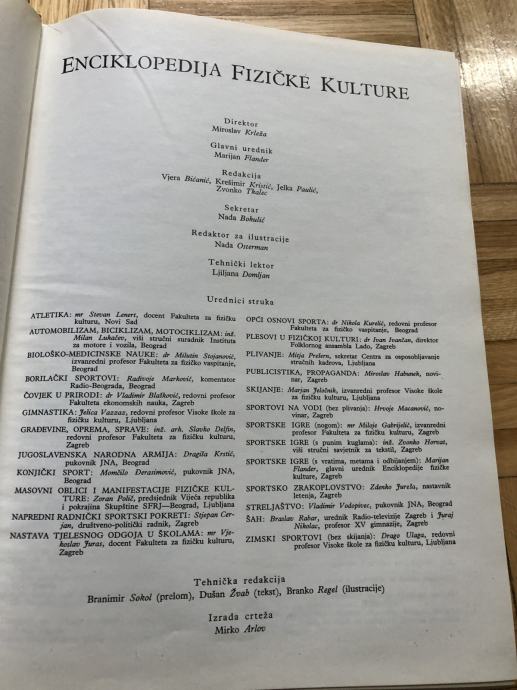 ENCIKLOPEDIJA FIZIČKE KULTURE
Direktor
Miroslav Krleža
Glavni urednik
Marijan Flander
Redakcija
Vjera Bićanić, Krešimir Kristić, Jelka Paulić,
Zvonko Thalec
Sekretar
Nada Bohulić
Redaktor za ilustracije
Nada Osterman
Tehnički lektor
Ljiljana Domljan
Urednici struka
ATLETIKA: mr Stevan Lenert, docent Fakulteta za fizičku
kulturu, Novi Sad
AUTOMOBILIZAM, BICIKLIZAM, MOTOCIKLIZAM: inž.
Milan Lukačev, viši stručni suradnik Instituta
za motore i vozila, Beograd
BIOLOŠKO-MEDICINSKE NAUKE: dr Milutin Stojanović,
izvanredni profesor Fakulteta za fizičko vaspitanje,
Beograd
BORILAČKI SPORTOVI: Radivoje Marković, komentator
Radio-Beograda, Beograd
ČOVJEK U PRIRODI: dr Vladimir Blašković, redovni profesor
Fakulteta ekonomskih nauka, Zagreb
GIMNASTIKA: Jelica Vazzaz, redovni profesor Visoke škole za
fizičku kulturu, Ljubljana
GRAĐEVINE, OPREMA, SPRAVE: inž. arh. Slavko Delfin,
redovni profesor Fakulteta za fizičku kulturu,
Zagreb
JUGOSLAVENSKA NARODNA ARMIJA: Dragiša Krstić,
pukovnik JNA, Beograd
KONJIČKI SPORT: Momčilo Đeraniмović, pukovnik JNA,
Beograd
MASOVNI OBLICI I MANIFESTACIJE FIZIČKE KUL-
TURE: Zoran Polič, predsjednik Vijeća republika
i pokrajina Skupštine SFRJ—Beograd, Ljubljana
NAPREDNI RADNIČKI SPORTSKI POKRETI: Stjepan Cer-
jan, društveno-politički radnik, Zagreb
NASTAVA TJELESNOG ODGOJA U ŠKOLAMA: mr Vje-
koslav Juras, docent Fakulteta za fizičku kulturu,
Zagreb
OPĆI OSNOVI SPORTA: dr Nikola Kurelić, redovni profesor
Fakulteta za fizičko vaspitanje, Beograd
PLESOVI U FIZIČKOJ KULTURI: dr Ivan Ivančan, direktor
Folklornog ansambla Lado, Zagreb
PLIVANJE: Mitja Prešern, sekretar Centra za osposobljavanje
stručnih kadrova, Ljubljana
PUBLICISTIKA, PROPAGANDA: Miroslav Habunek, novi-
nar, Zagreb
SKIJANJE: Marjan Jeločnik, izvanredni profesor Visoke škole
za fizičku kulturu, Ljubljana
SPORTOVI NA VODI (bez plivanja): Hrvoje Macanović, no-
vinar, Zagreb
SPORTSKE IGRE (nogom): mr Miloje Gabrijelić, izvanredni
profesor Fakulteta za fizičku kulturu, Zagreb
SPORTSKE IGRE (s punim kuglama): inž. Zvonko Horvat,
viši stručni savjetnik za tekstil, Zagreb
SPORTSKE IGRE (s vratima, metama i odbijanjem): Marijan
Flander, glavni urednik Enciklopedije fizičke
kulture, Zagreb
SPORTSKO ZRAKOPLOVSTVO: Zdenko Jurela, nastavnik
letenja, Zagreb
STRELJAŠTVO: Vladimir Vodopivec, pukovnik JNA, Beograd
ŠAH: Braslav Rabar, urednik Radio-televizije Zagreb i Juraj
Nikolac, profesor XV gimnazije, Zagreb
ZIMSKI SPORTOVI (bez skijanja): Drago Ulaga, redovni
profesor Visoke škole za fizičku kulturu, Ljubljana
Tehnička redakcija
Branimir Sokol (prelom), Dušan Žvab (tekst), Branko Regel (ilustracije)
Izrada crteža
Mirko Arlov